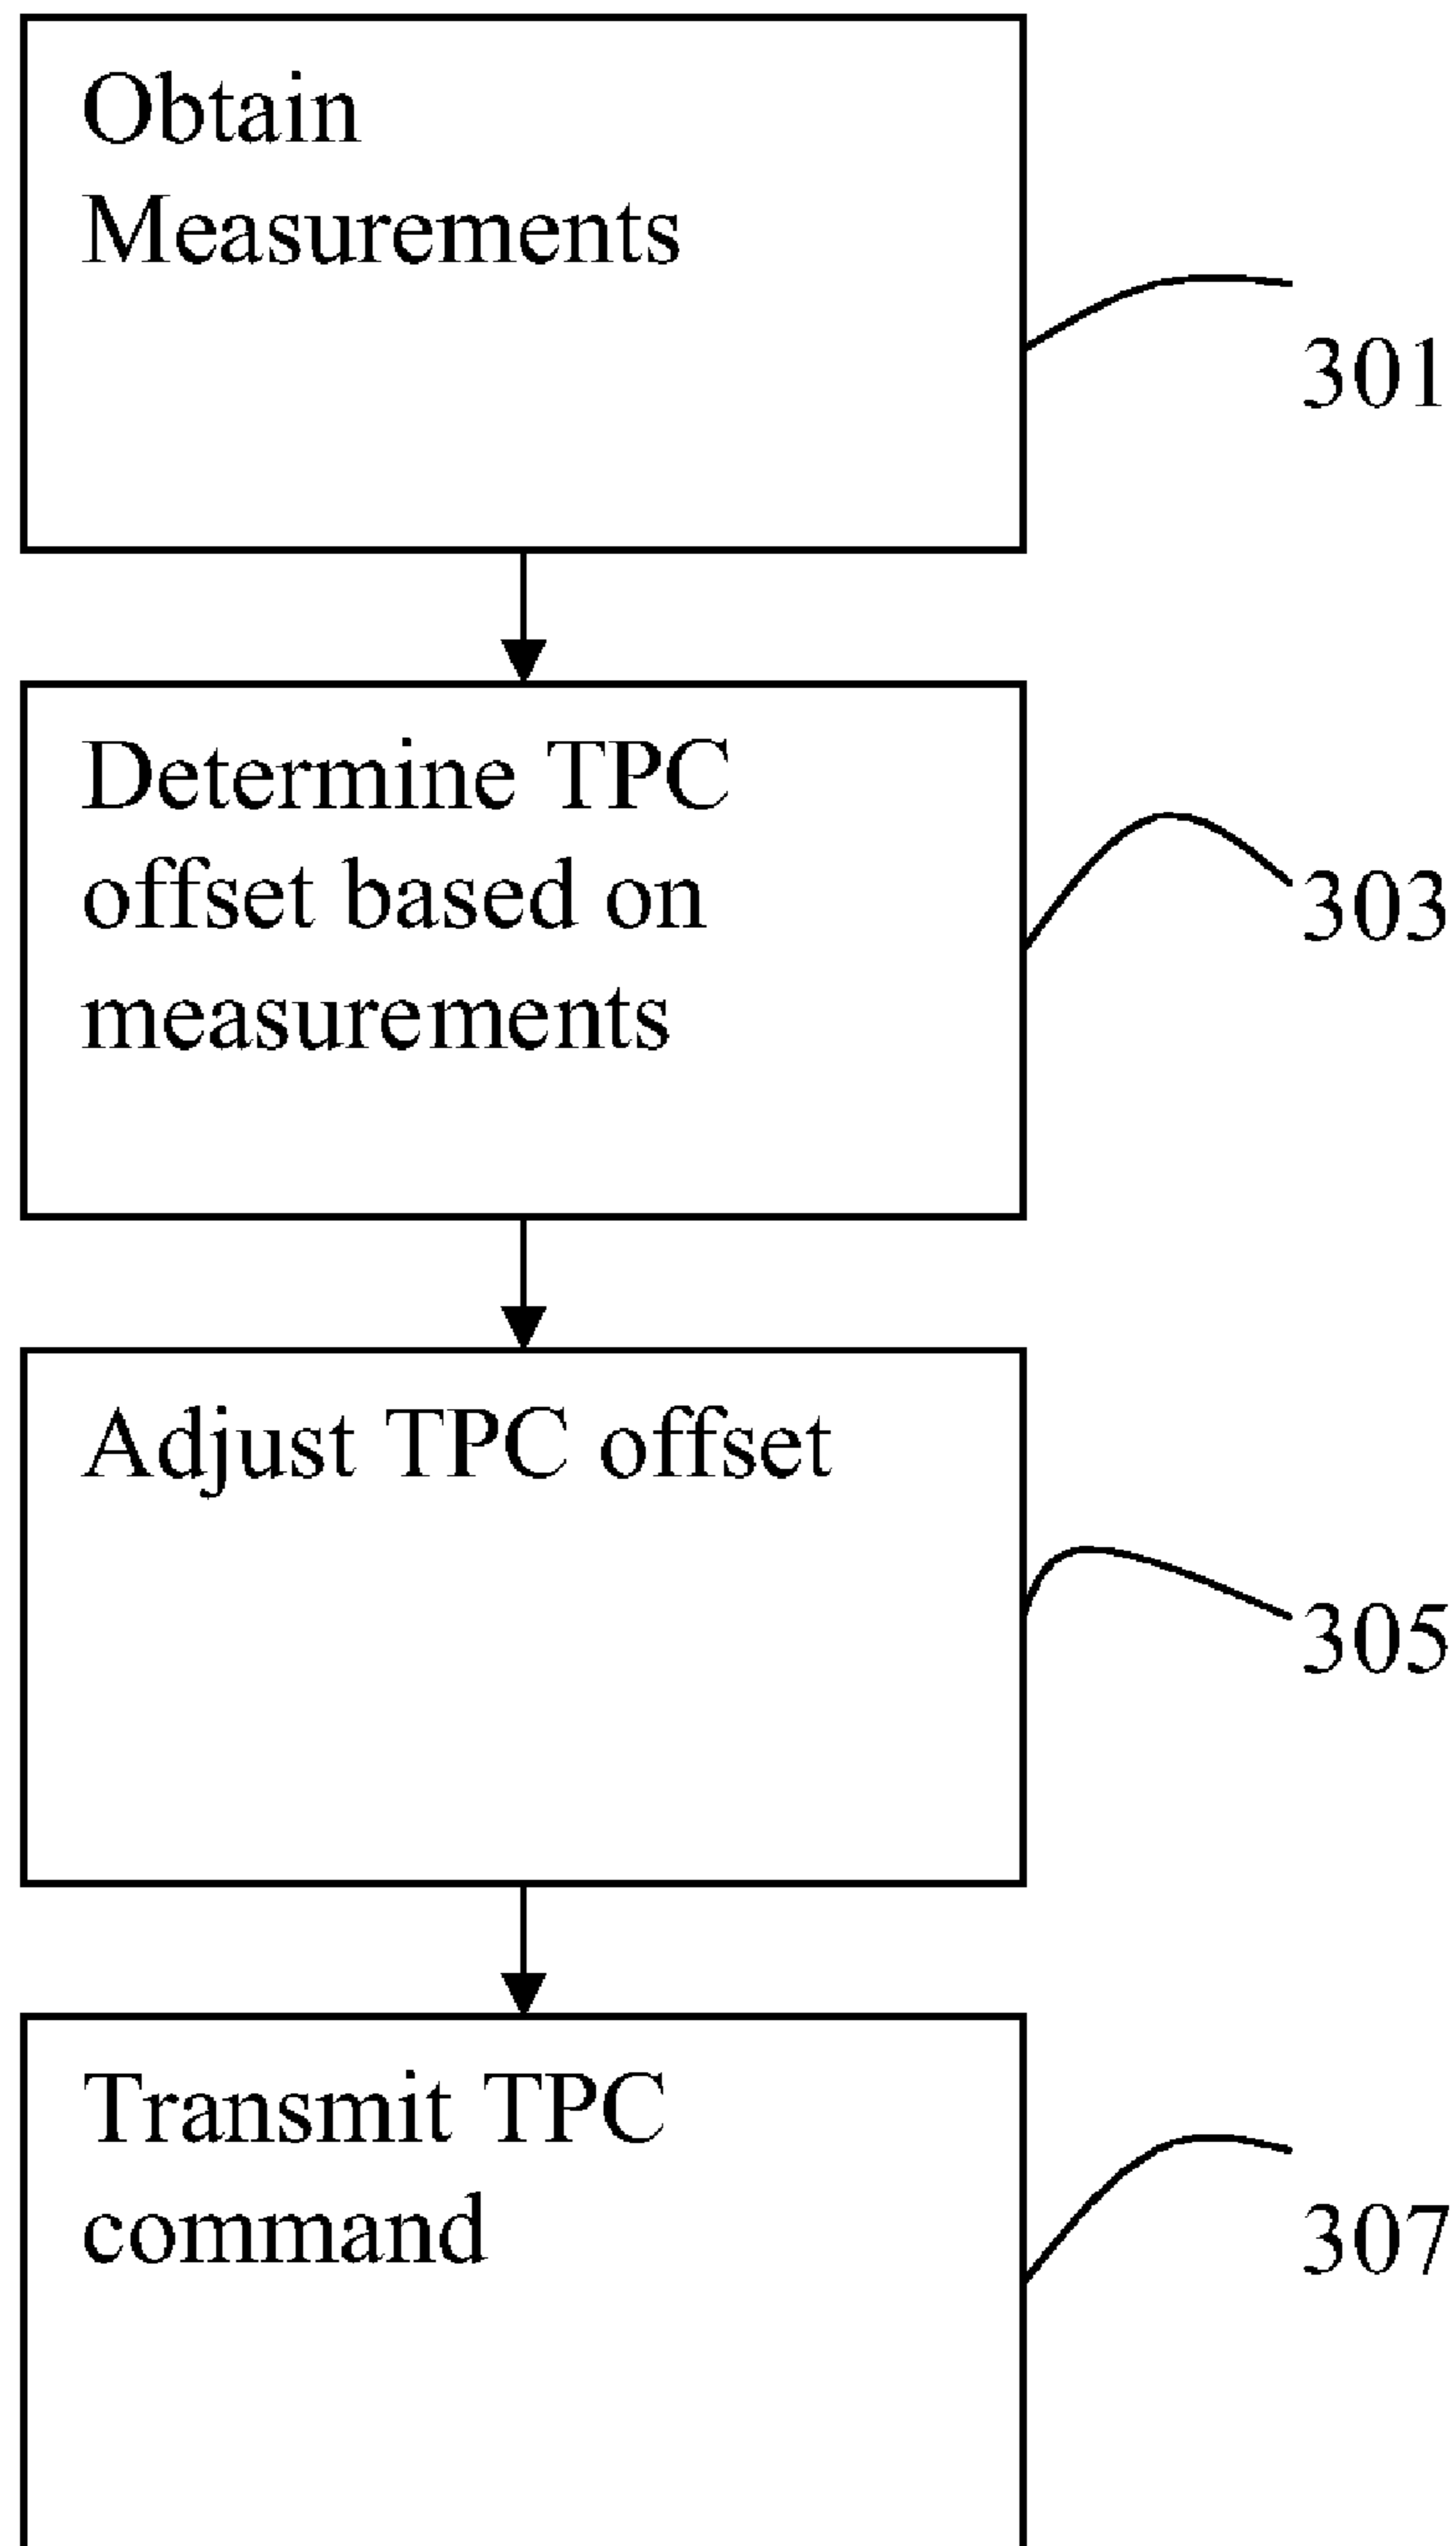 Obtain
Measurements
301
Determine TPC
offset based on
measurements
303
Adjust TPC offset
305
Transmit TPC
command
307